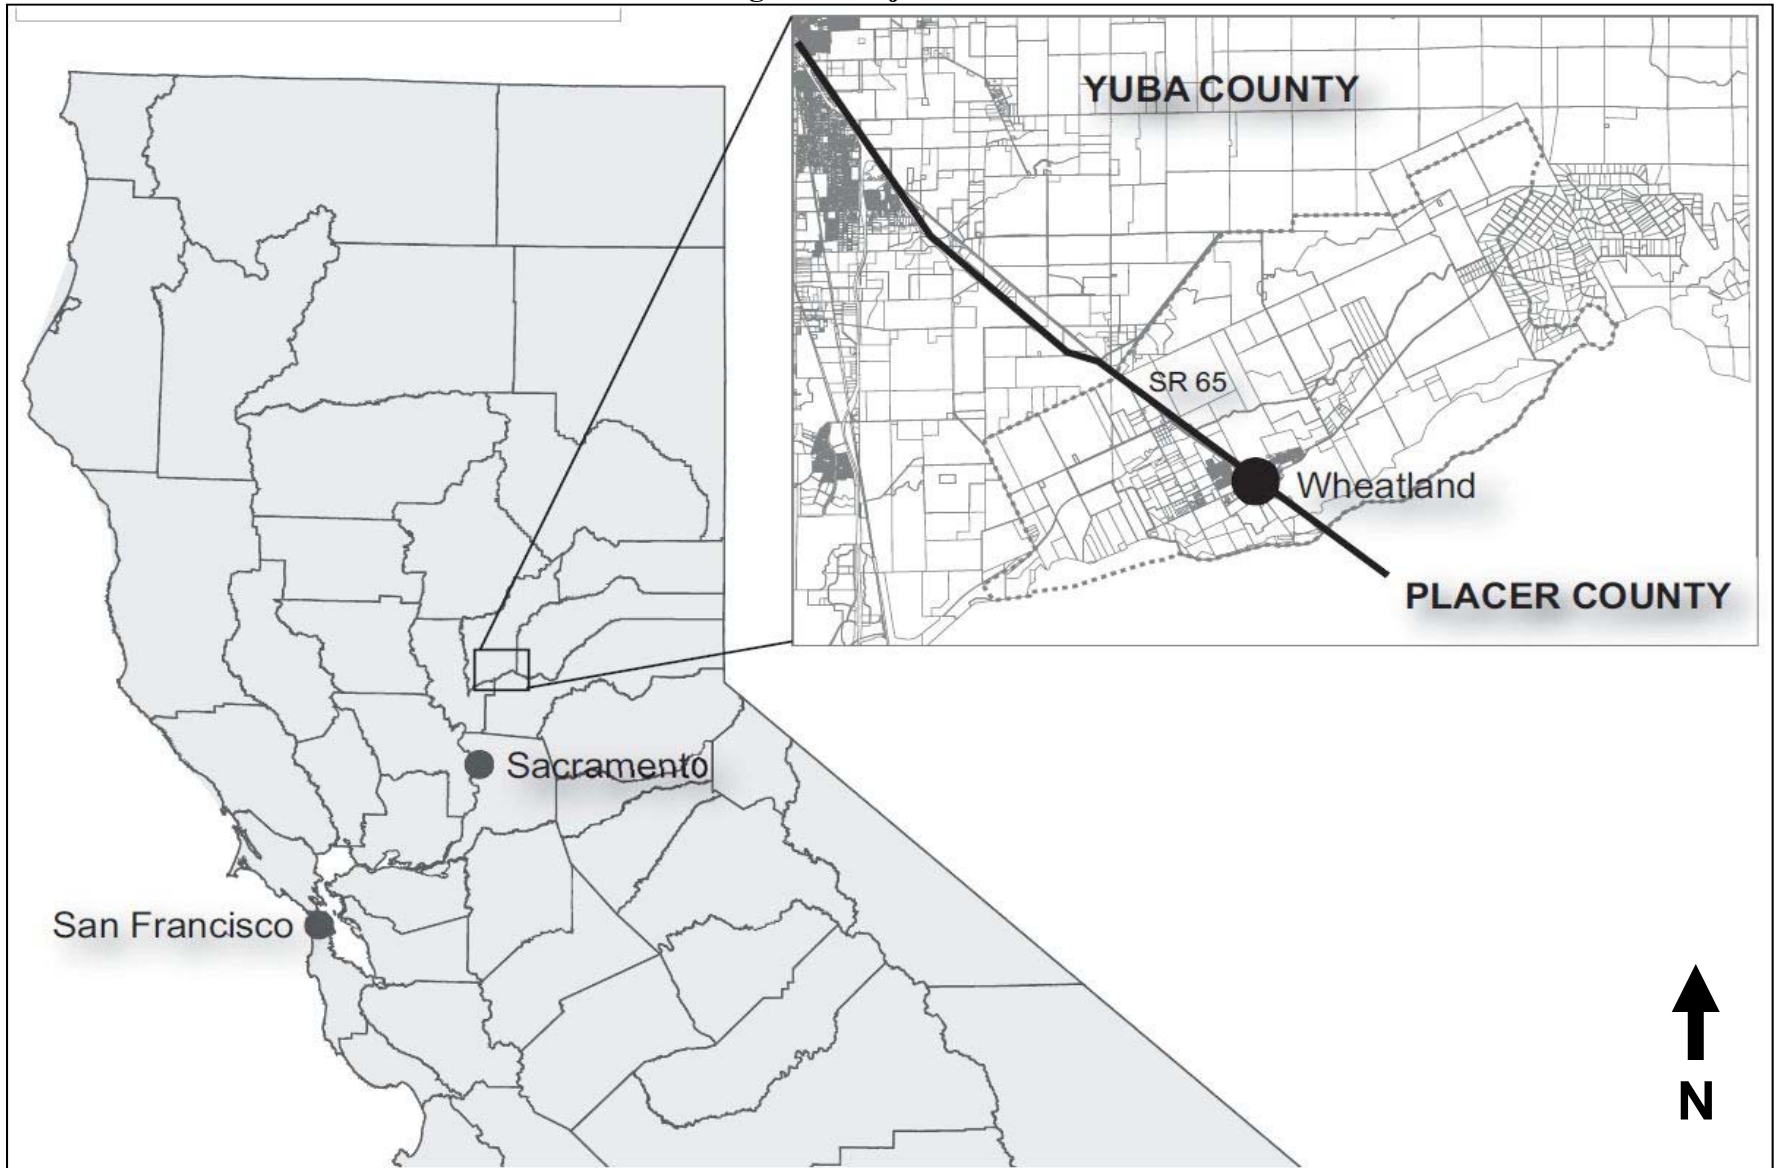 YUBA COUNTY
SR 65
Wheatland
PLACER COUNTY
Sacramento
San Francisco
N